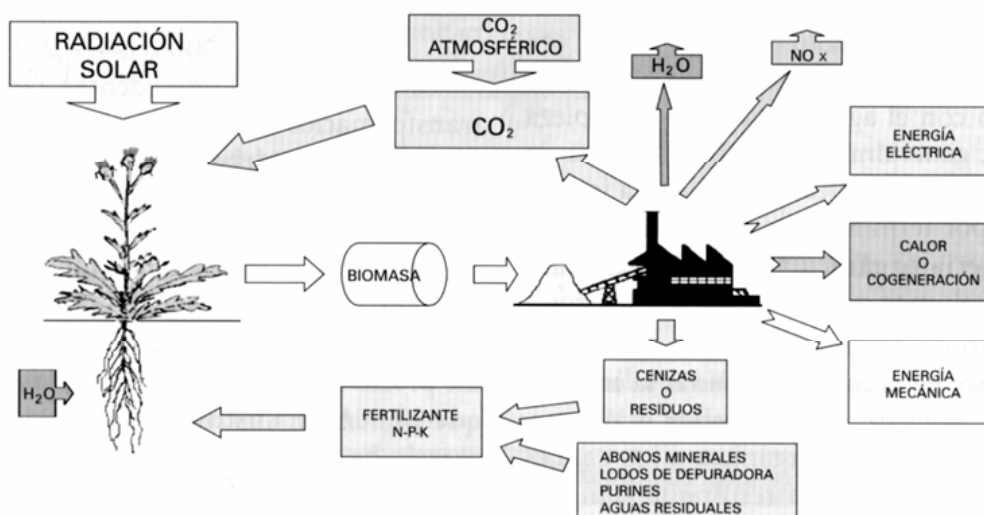 RADIACIÓN
SOLAR
CO2
ATMOSFÉRICO
CO2
H2O
NO x
ENERGÍA
ELÉCTRICA
CALOR
O
COGENERACIÓN
ENERGÍA
MECÁNICA
BIOMASA
H2O
CENIZAS
O
RESIDUOS
FERTILIZANTE
N-P-K
ABONOS MINERALES
LODOS DE DEPURADORA
PURINES
AGUAS RESIDUALES